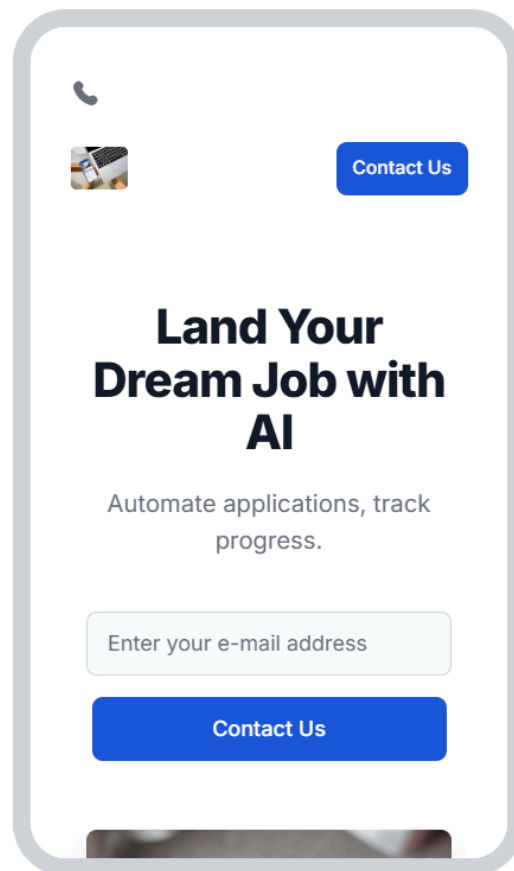 Contact Us
Land Your
Dream Job with
AI
Automate applications, track
progress.
Enter your e-mail address
Contact Us